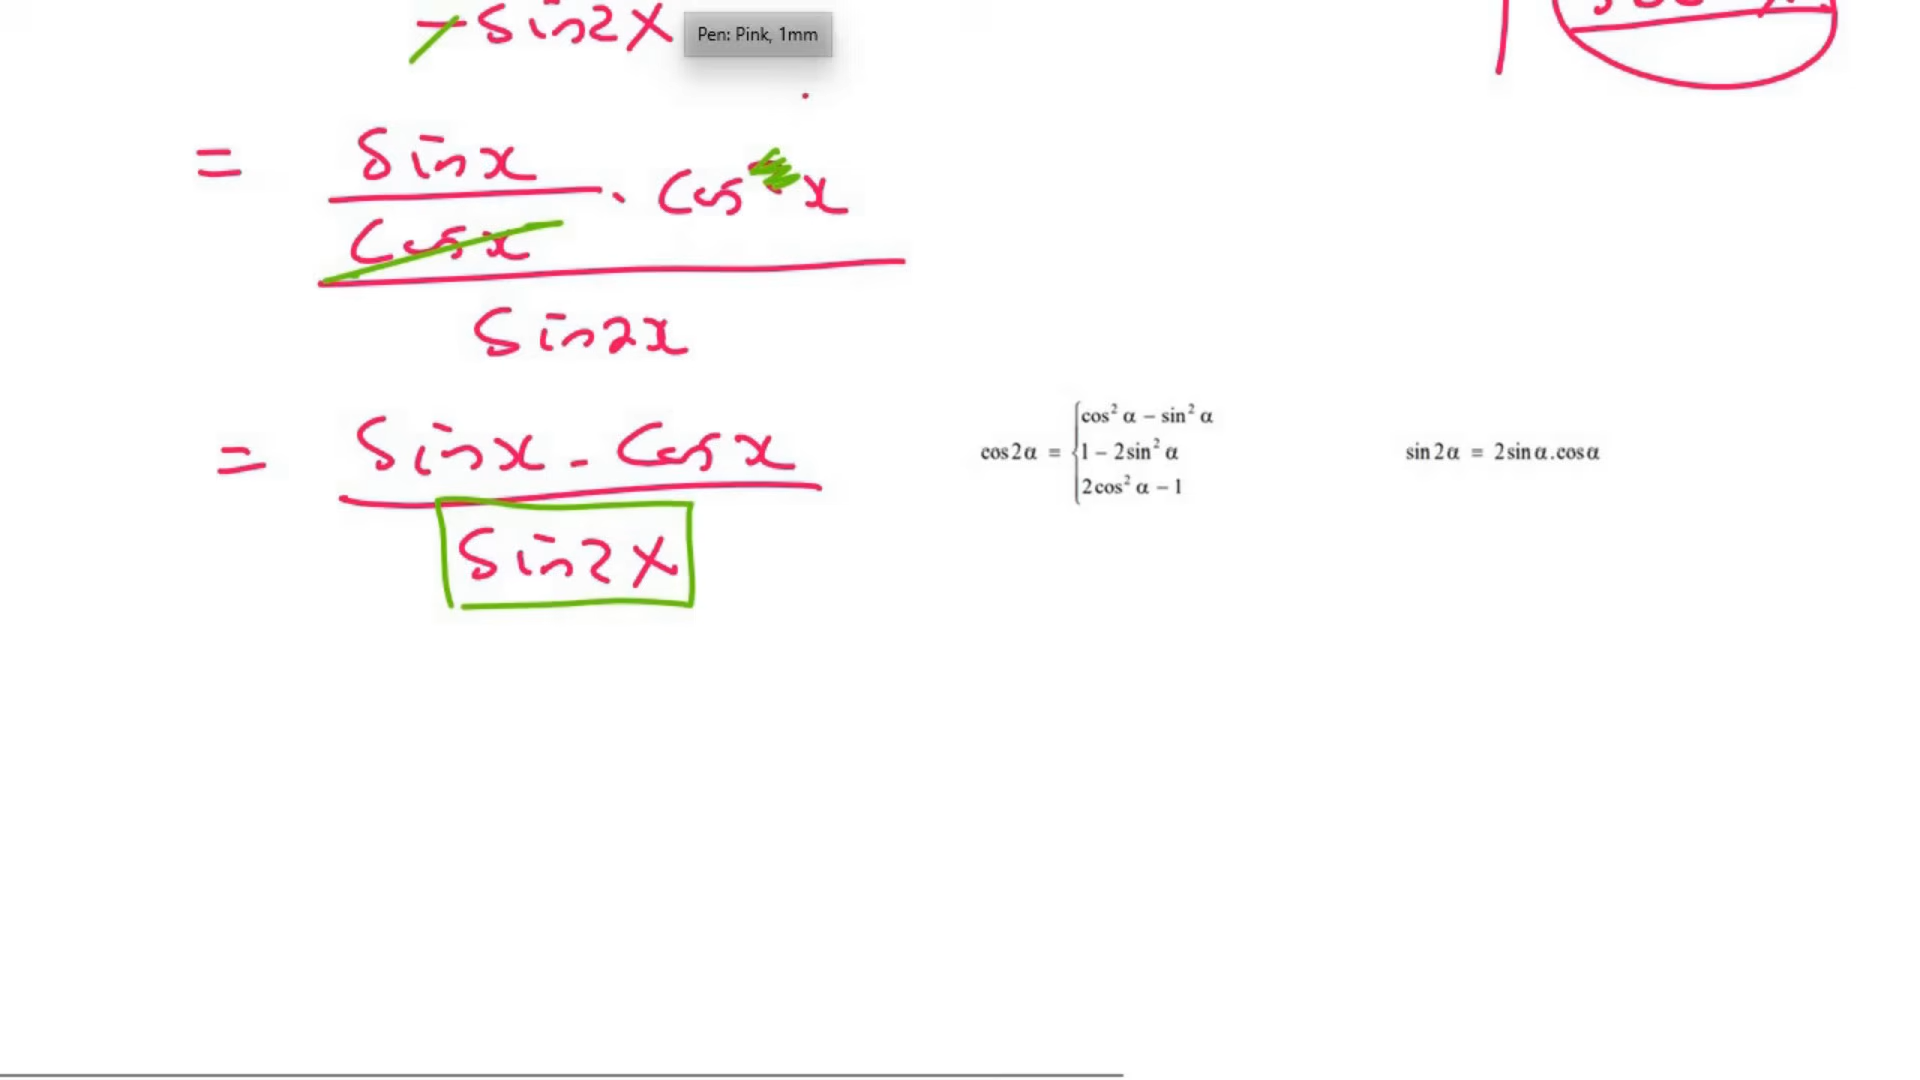 - Sin2X
Pen: Pink, 1mm
= Sinx / Cosx · Cos x
Sin2x
= Sinx . Cosx
Sin2X
cos2α = { cos² α − sin² α
1 − 2sin² α
2cos² α − 1
sin2α = 2sinα.cosα